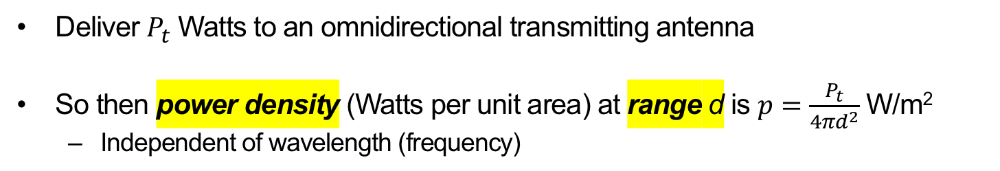 • Deliver $P_t$ Watts to an omnidirectional transmitting antenna
• So then power density (Watts per unit area) at range d is $p = \frac{P_t}{4\pi d^2}$ W/m²
– Independent of wavelength (frequency)